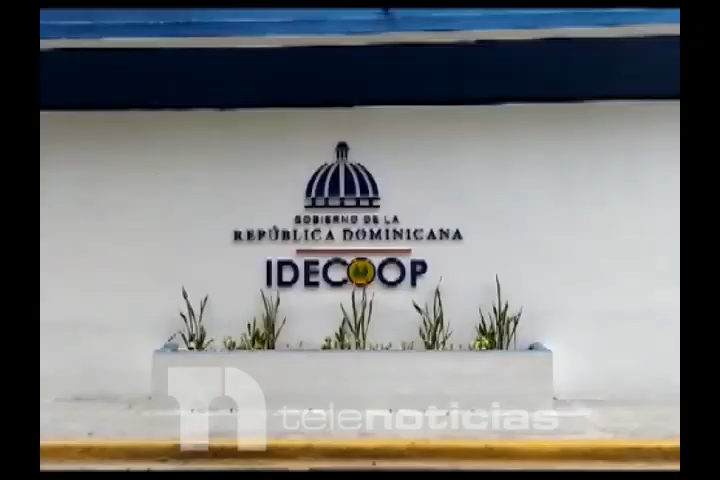 GOBIERNO DE LA
REPÚBLICA DOMINICANA
IDECOOP
n telenoticias